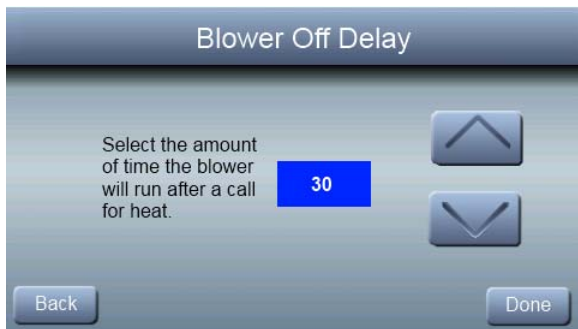 Blower Off Delay
Select the amount
of time the blower
will run after a call
for heat.
30
Back
Done